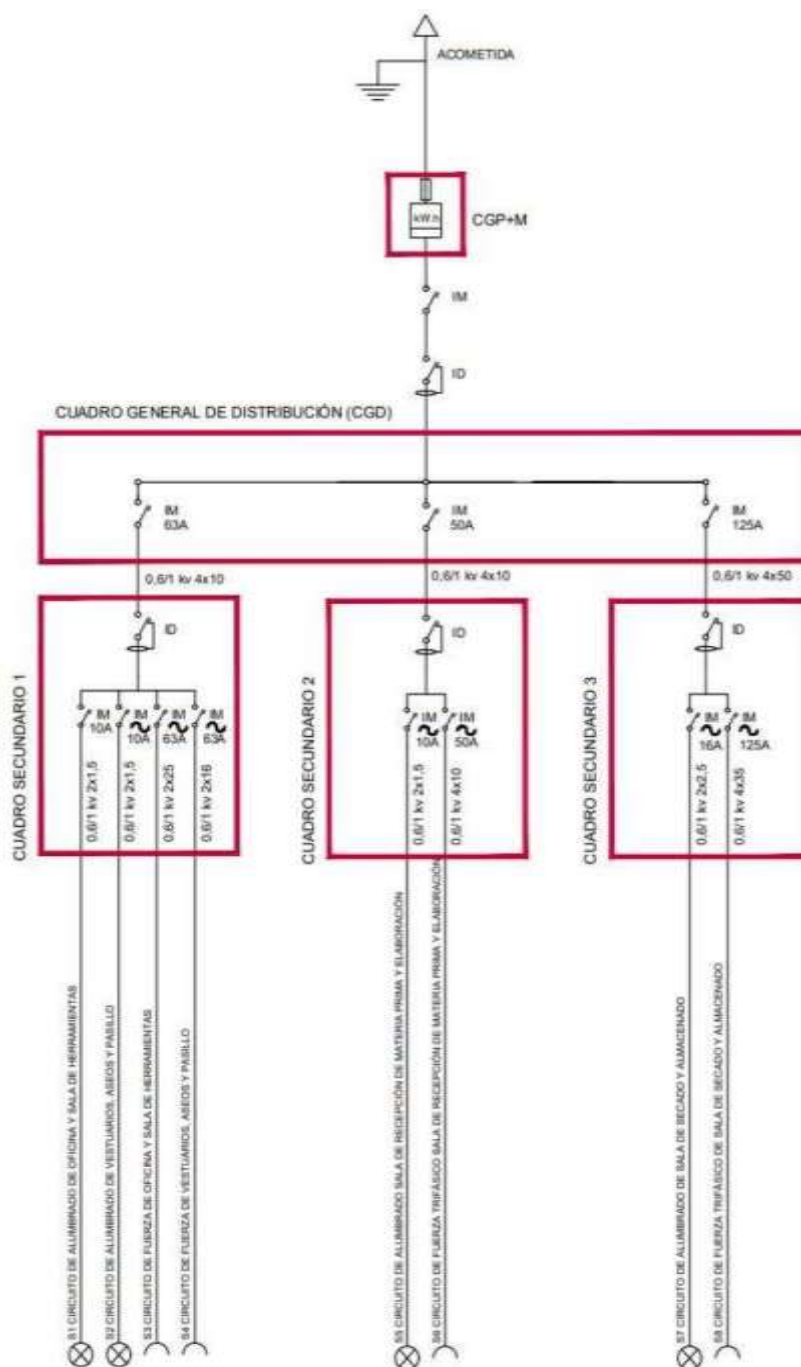 ACOMETIDA
kW.h
CGP+M
IM
ID
CUADRO GENERAL DE DISTRIBUCIÓN (CGD)
IM
63A
IM
50A
IM
125A
0,6/1 kv 4x10
0,6/1 kv 4x10
0,6/1 kv 4x50
CUADRO SECUNDARIO 1
ID
IM
10A
IM
10A
IM
63A
IM
63A
0,6/1 kv 2x1,5
0,6/1 kv 2x1,5
0,6/1 kv 2x25
0,6/1 kv 2x16
CUADRO SECUNDARIO 2
ID
IM
10A
IM
50A
0,6/1 kv 2x1,5
0,6/1 kv 4x10
CUADRO SECUNDARIO 3
ID
IM
16A
IM
125A
0,6/1 kv 2x2,5
0,6/1 kv 4x35
S1 CIRCUITO DE ALUMBRADO DE OFICINA Y SALA DE HERRAMIENTAS
S2 CIRCUITO DE ALUMBRADO DE VESTUARIOS, ASEOS Y PASILLO
S3 CIRCUITO DE FUERZA DE OFICINA Y SALA DE HERRAMIENTAS
S4 CIRCUITO DE FUERZA DE VESTUARIOS, ASEOS Y PASILLO
S5 CIRCUITO DE ALUMBRADO SALA DE RECEPCIÓN DE MATERIA PRIMA Y ELABORACIÓN
S6 CIRCUITO DE FUERZA TRIFÁSICO SALA DE RECEPCIÓN DE MATERIA PRIMA Y ELABORACIÓN
S7 CIRCUITO DE ALUMBRADO DE SALA DE SECADO Y ALMACENADO
S8 CIRCUITO DE FUERZA TRIFÁSICO DE SALA DE SECADO Y ALMACENADO